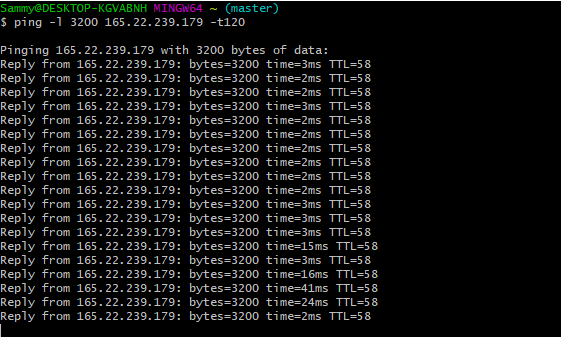 Sammy@DESKTOP-KGVABNH MINGW64 ~ (master)
$ ping -l 3200 165.22.239.179 -t120
Pinging 165.22.239.179 with 3200 bytes of data:
Reply from 165.22.239.179: bytes=3200 time=3ms TTL=58
Reply from 165.22.239.179: bytes=3200 time=2ms TTL=58
Reply from 165.22.239.179: bytes=3200 time=2ms TTL=58
Reply from 165.22.239.179: bytes=3200 time=3ms TTL=58
Reply from 165.22.239.179: bytes=3200 time=2ms TTL=58
Reply from 165.22.239.179: bytes=3200 time=2ms TTL=58
Reply from 165.22.239.179: bytes=3200 time=2ms TTL=58
Reply from 165.22.239.179: bytes=3200 time=2ms TTL=58
Reply from 165.22.239.179: bytes=3200 time=2ms TTL=58
Reply from 165.22.239.179: bytes=3200 time=2ms TTL=58
Reply from 165.22.239.179: bytes=3200 time=3ms TTL=58
Reply from 165.22.239.179: bytes=3200 time=3ms TTL=58
Reply from 165.22.239.179: bytes=3200 time=3ms TTL=58
Reply from 165.22.239.179: bytes=3200 time=15ms TTL=58
Reply from 165.22.239.179: bytes=3200 time=3ms TTL=58
Reply from 165.22.239.179: bytes=3200 time=16ms TTL=58
Reply from 165.22.239.179: bytes=3200 time=41ms TTL=58
Reply from 165.22.239.179: bytes=3200 time=24ms TTL=58
Reply from 165.22.239.179: bytes=3200 time=2ms TTL=58